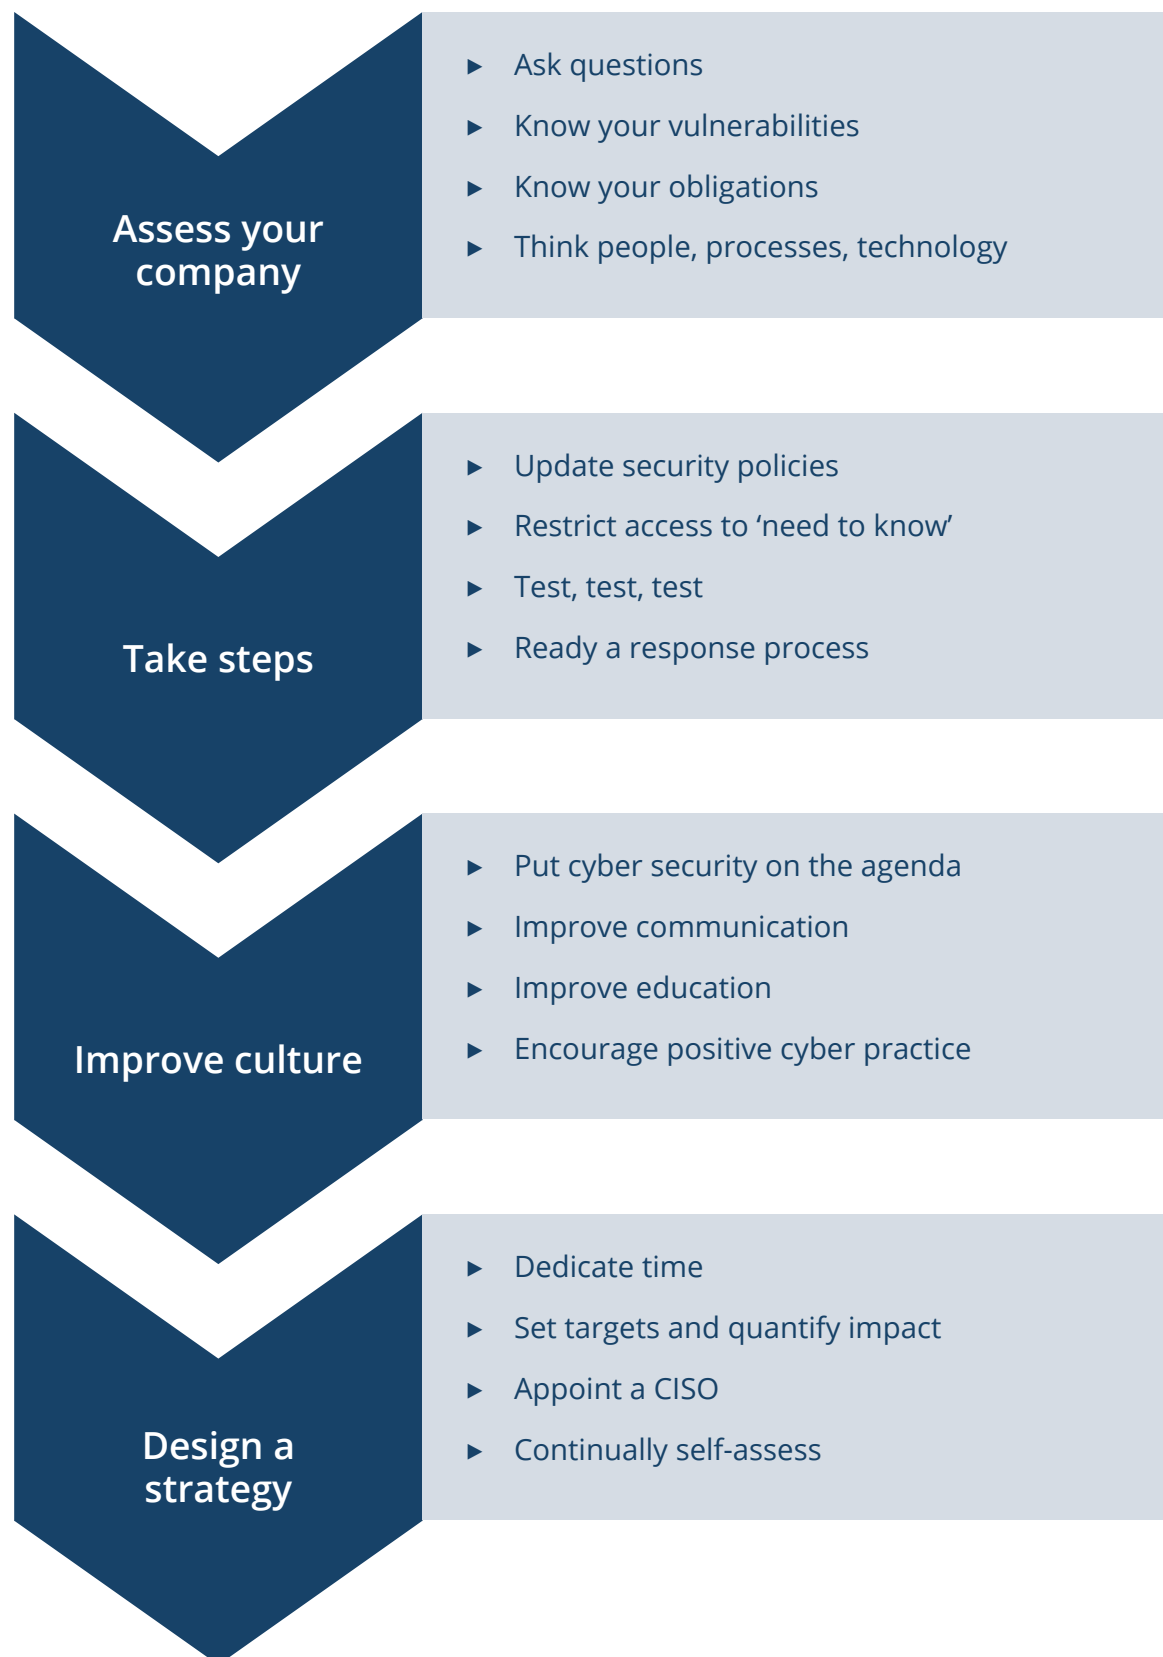 Assess your
company
► Ask questions
► Know your vulnerabilities
► Know your obligations
► Think people, processes, technology
Take steps
► Update security policies
► Restrict access to ‘need to know’
► Test, test, test
► Ready a response process
Improve culture
► Put cyber security on the agenda
► Improve communication
► Improve education
► Encourage positive cyber practice
Design a
strategy
► Dedicate time
► Set targets and quantify impact
► Appoint a CISO
► Continually self-assess